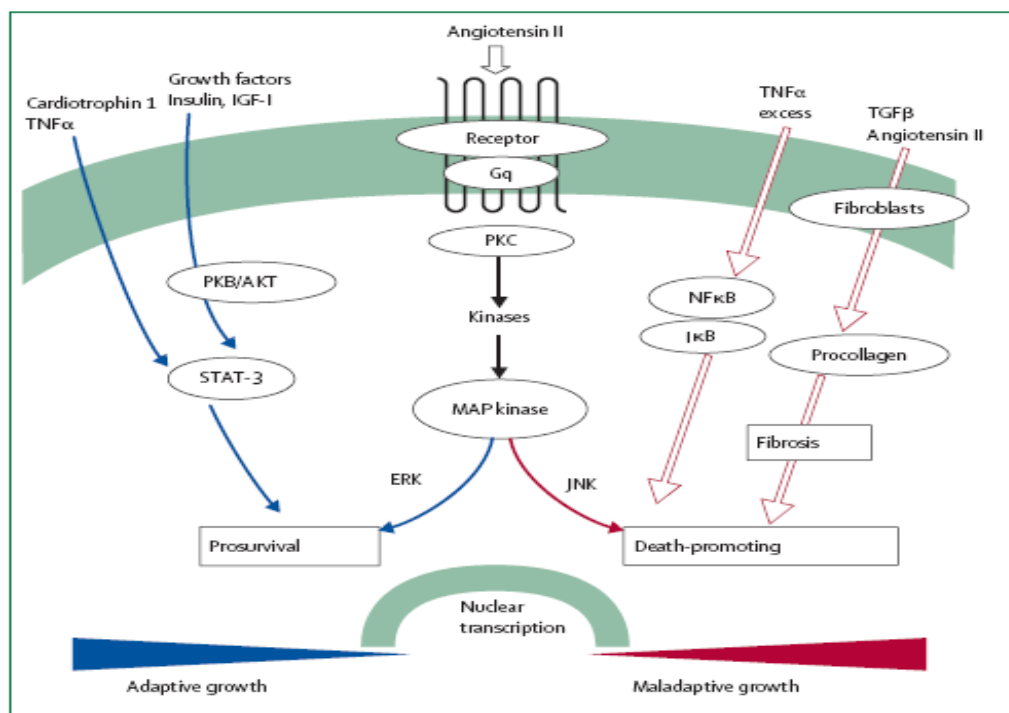 Angiotensin II
Cardiotrophin 1
TNFα
Growth factors
Insulin, IGF-I
TNFα
excess
TGFβ
Angiotensin II
Receptor
Gq
Fibroblasts
PKC
PKB/AKT
Kinases
NFκB
IκB
Procollagen
STAT-3
MAP kinase
Fibrosis
ERK
JNK
Prosurvival
Death-promoting
Nuclear
transcription
Adaptive growth
Maladaptive growth